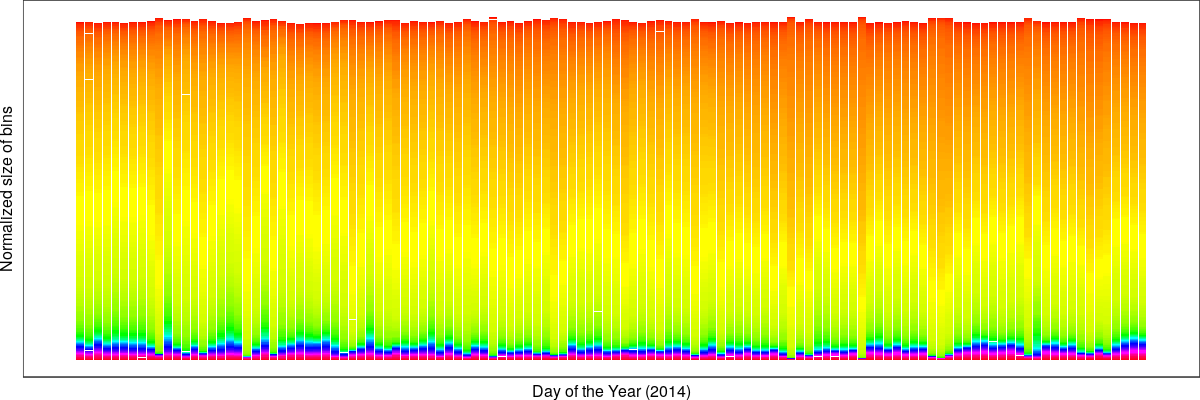 Normalized size of bins
Day of the Year (2014)